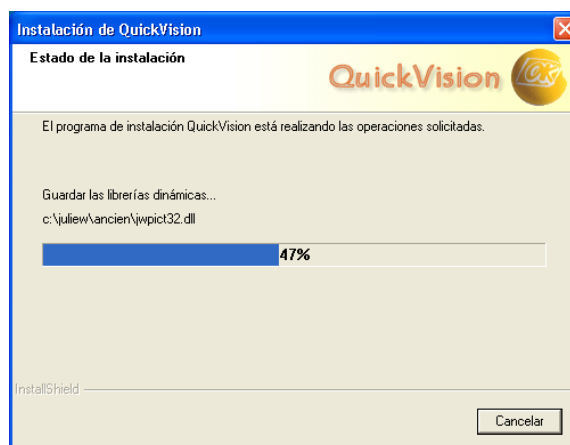 Instalación de QuickVision
Estado de la instalación
QuickVision OK
El programa de instalación QuickVision está realizando las operaciones solicitadas.
Guardar las librerías dinámicas...
c:\juliew\ancien\jwpict32.dll
47%
InstallShield
Cancelar